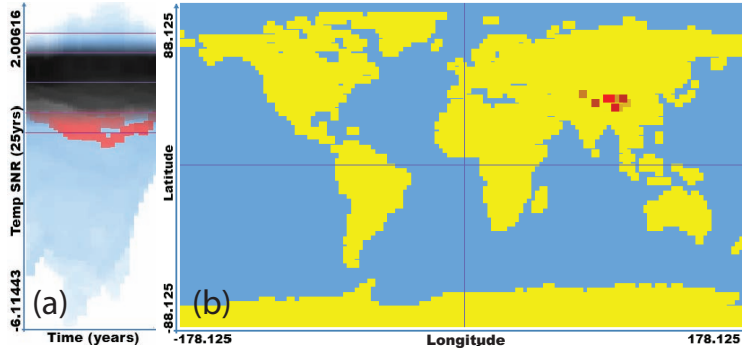 2.00616
Temp SNR (25yrs)
-6.11443
(a)
Time (years)
88.125
Latitude
-88.125
(b)
-178.125
Longitude
178.125